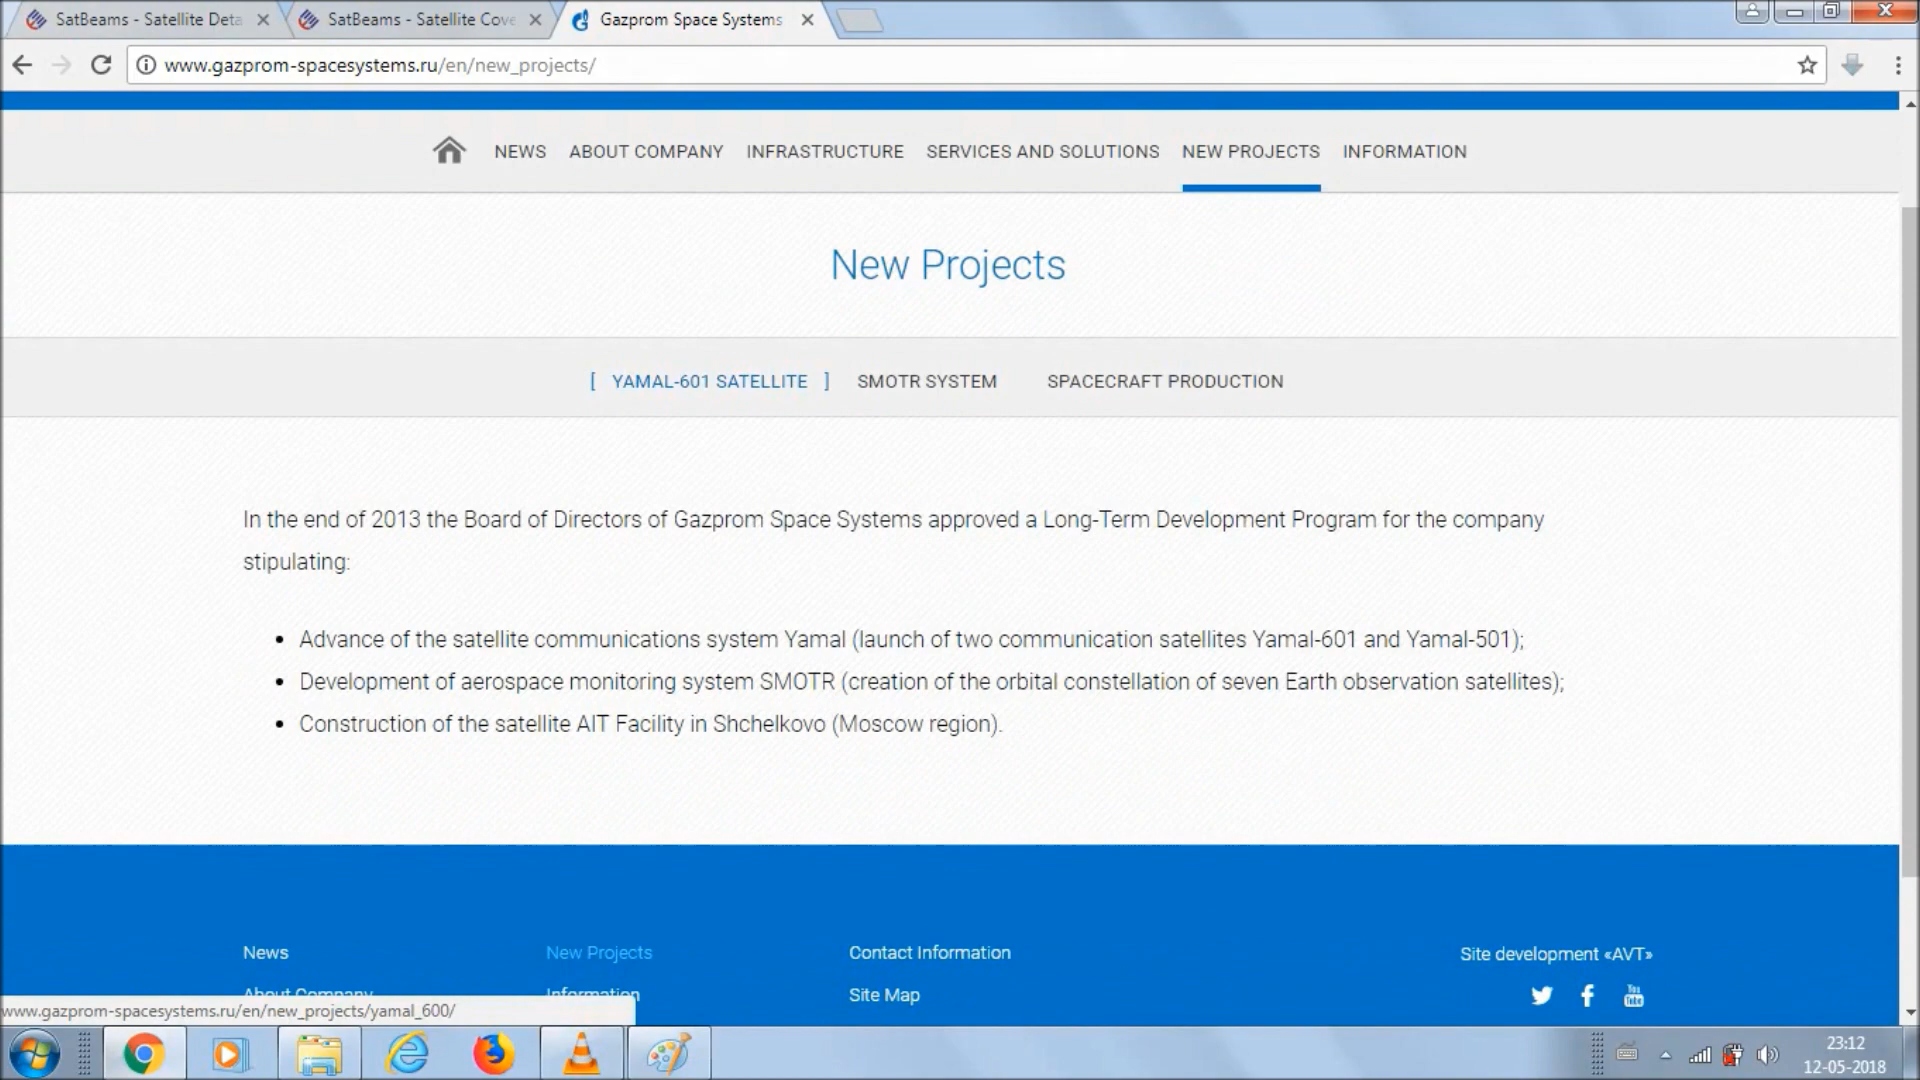 SatBeams - Satellite Deta
SatBeams - Satellite Cove
Gazprom Space Systems
www.gazprom-spacesystems.ru/en/new_projects/
NEWS ABOUT COMPANY INFRASTRUCTURE SERVICES AND SOLUTIONS NEW PROJECTS INFORMATION
New Projects
[ YAMAL-601 SATELLITE ] SMOTR SYSTEM SPACECRAFT PRODUCTION
In the end of 2013 the Board of Directors of Gazprom Space Systems approved a Long-Term Development Program for the company
stipulating:
• Advance of the satellite communications system Yamal (launch of two communication satellites Yamal-601 and Yamal-501);
• Development of aerospace monitoring system SMOTR (creation of the orbital constellation of seven Earth observation satellites);
• Construction of the satellite AIT Facility in Shchelkovo (Moscow region).
News New Projects Contact Information Site development «AVT»
About Company Information Site Map
You Tube
www.gazprom-spacesystems.ru/en/new_projects/yamal_600/
23:12
12-05-2018